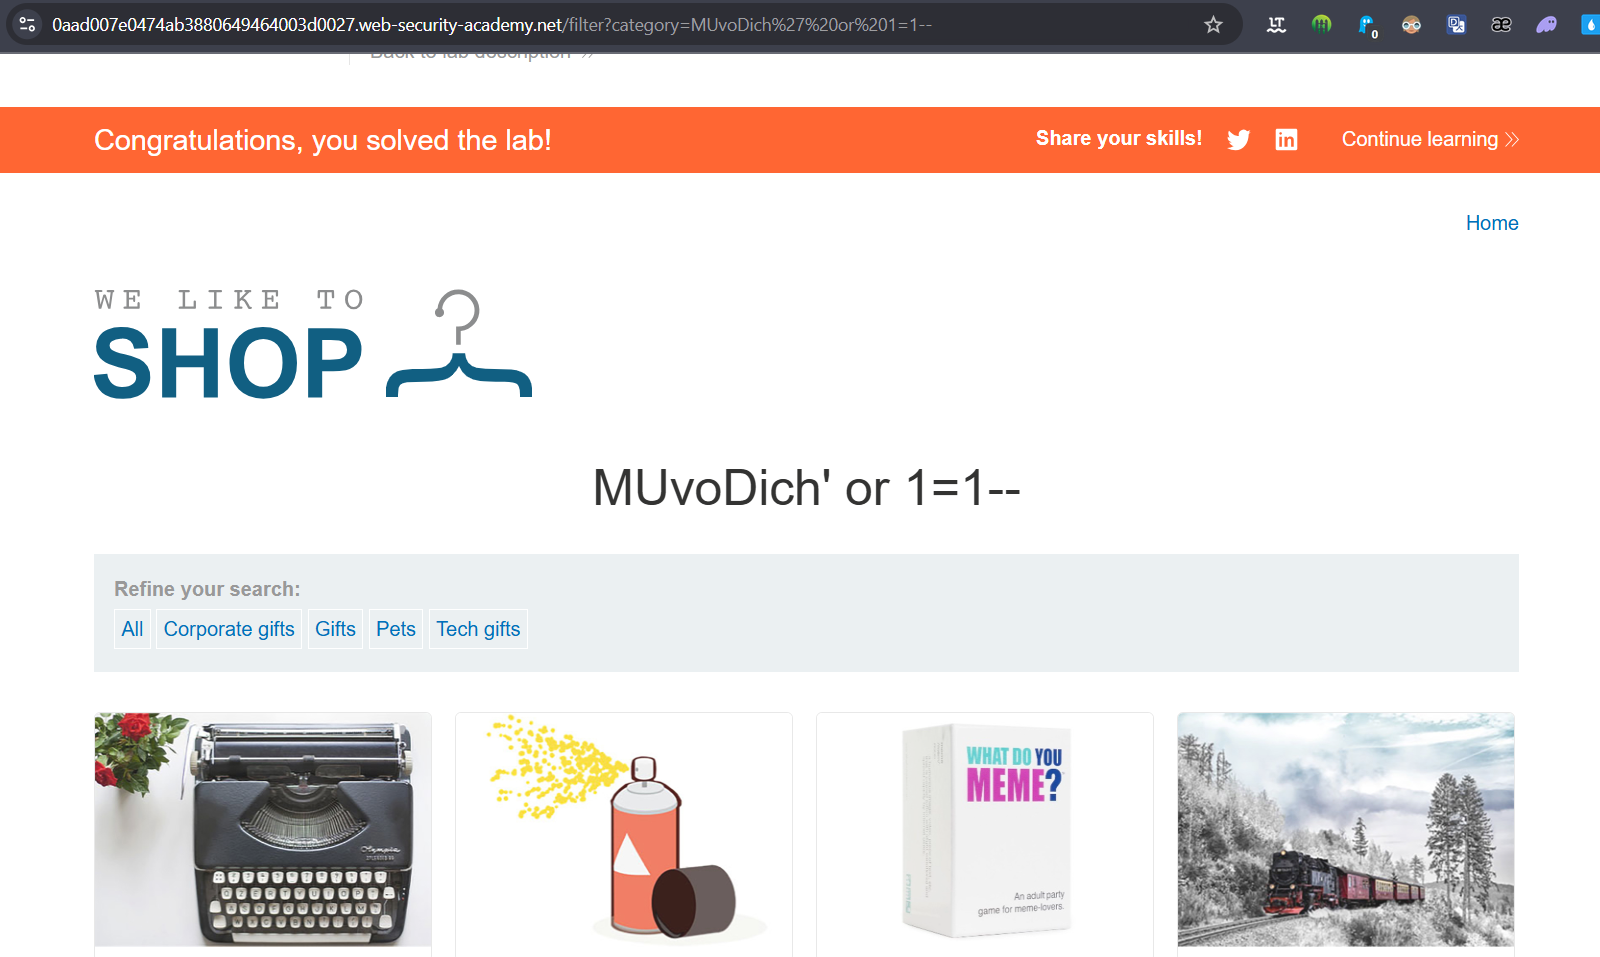 0aad007e0474ab3880649464003d0027.web-security-academy.net/filter?category=MUvoDich%27%20or%201=1--
Back to lab description
Congratulations, you solved the lab!
Share your skills!
Continue learning
Home
WE LIKE TO
SHOP
MUvoDich' or 1=1--
Refine your search:
All
Corporate gifts
Gifts
Pets
Tech gifts
WHAT DO YOU
MEME?
An adult party
game for meme-lovers.